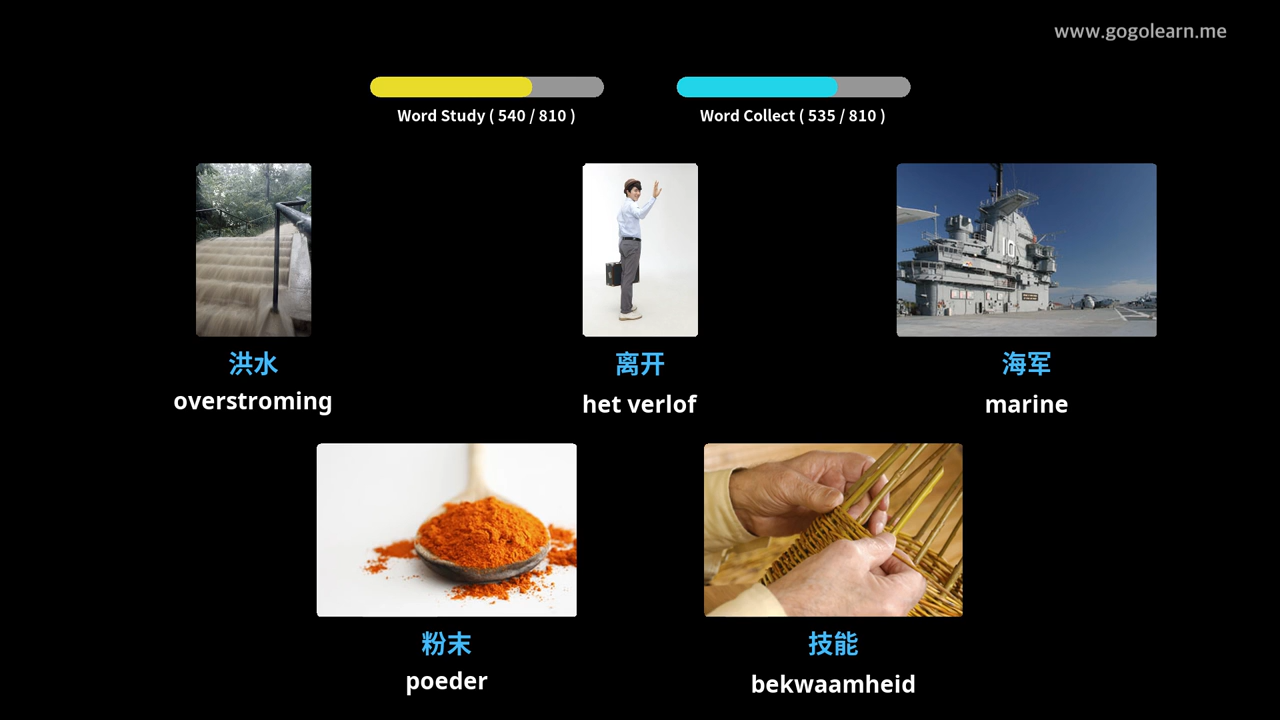 www.gogolearn.me
Word Study ( 540 / 810 )
Word Collect ( 535 / 810 )
洪水
overstroming
离开
het verlof
海军
marine
粉末
poeder
技能
bekwaamheid